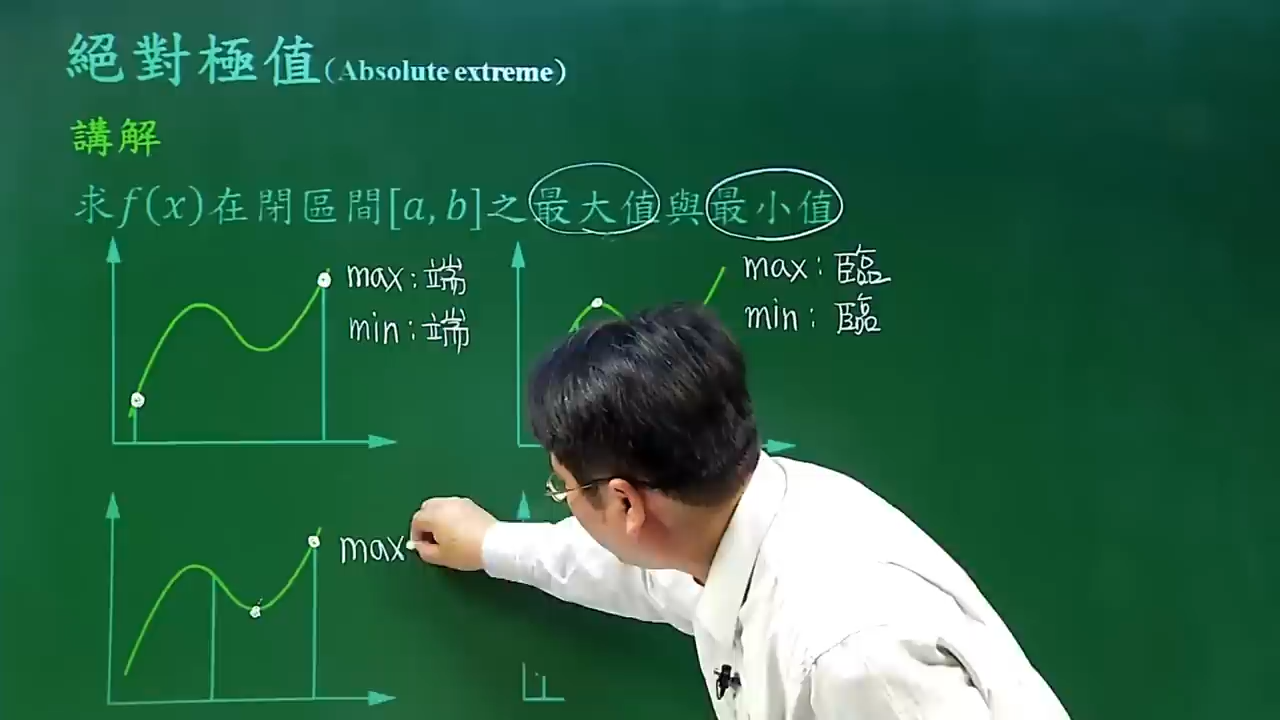 絕對極值(Absolute extreme)
講解
求f(x)在閉區間[a,b]之最大值與最小值
max:端
min:端
max:臨
min:臨
max